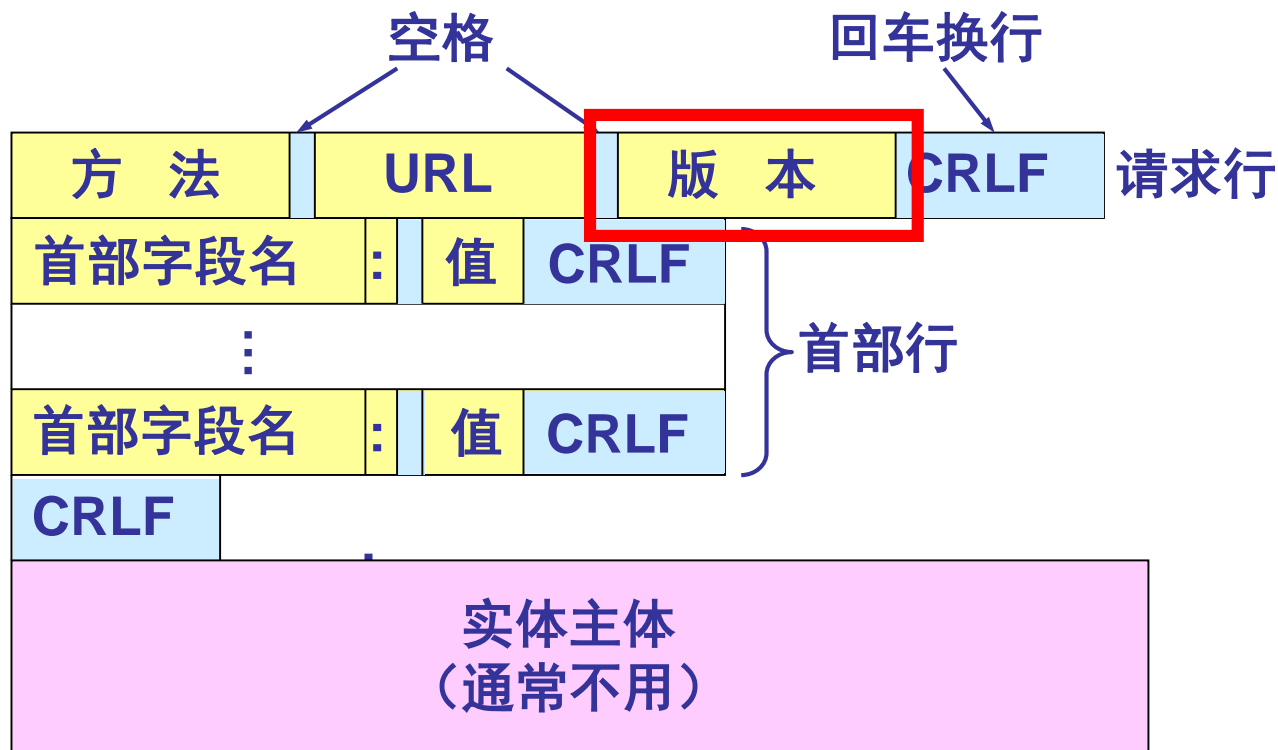 空格 回车换行
方 法 URL 版 本 CRLF 请求行
首部字段名 : 值 CRLF
⋮ 首部行
首部字段名 : 值 CRLF
CRLF
实体主体
（通常不用）